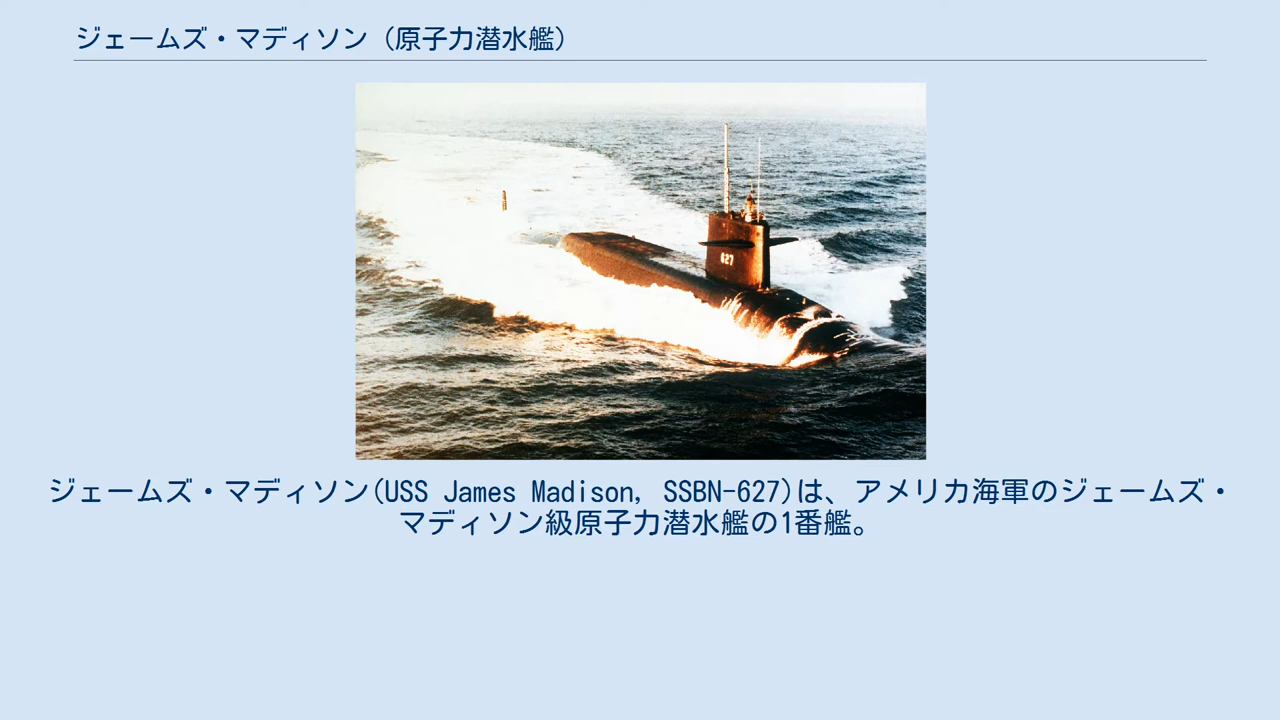 ジェームズ・マディソン（原子力潜水艦）
627
ジェームズ・マディソン(USS James Madison, SSBN-627)は、アメリカ海軍のジェームズ・
マディソン級原子力潜水艦の1番艦。